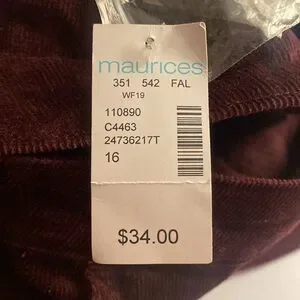 maurices
351 542 FAL
WF19
110890
C4463
24736217T
16
$34.00